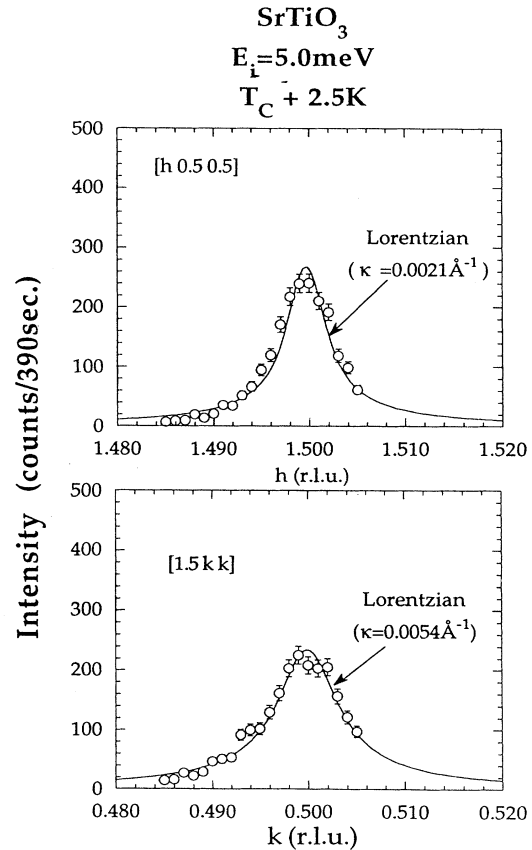 SrTiO3
Ei=5.0meV
TC + 2.5K
500
[h 0.5 0.5]
400
300
Lorentzian
( κ =0.0021Å-1 )
200
100
0
1.480 1.490 1.500 1.510 1.520
h (r.l.u.)
Intensity (counts/390sec.)
500
400
[1.5 k k]
300
Lorentzian
(κ=0.0054Å-1)
200
100
0
0.480 0.490 0.500 0.510 0.520
k (r.l.u.)